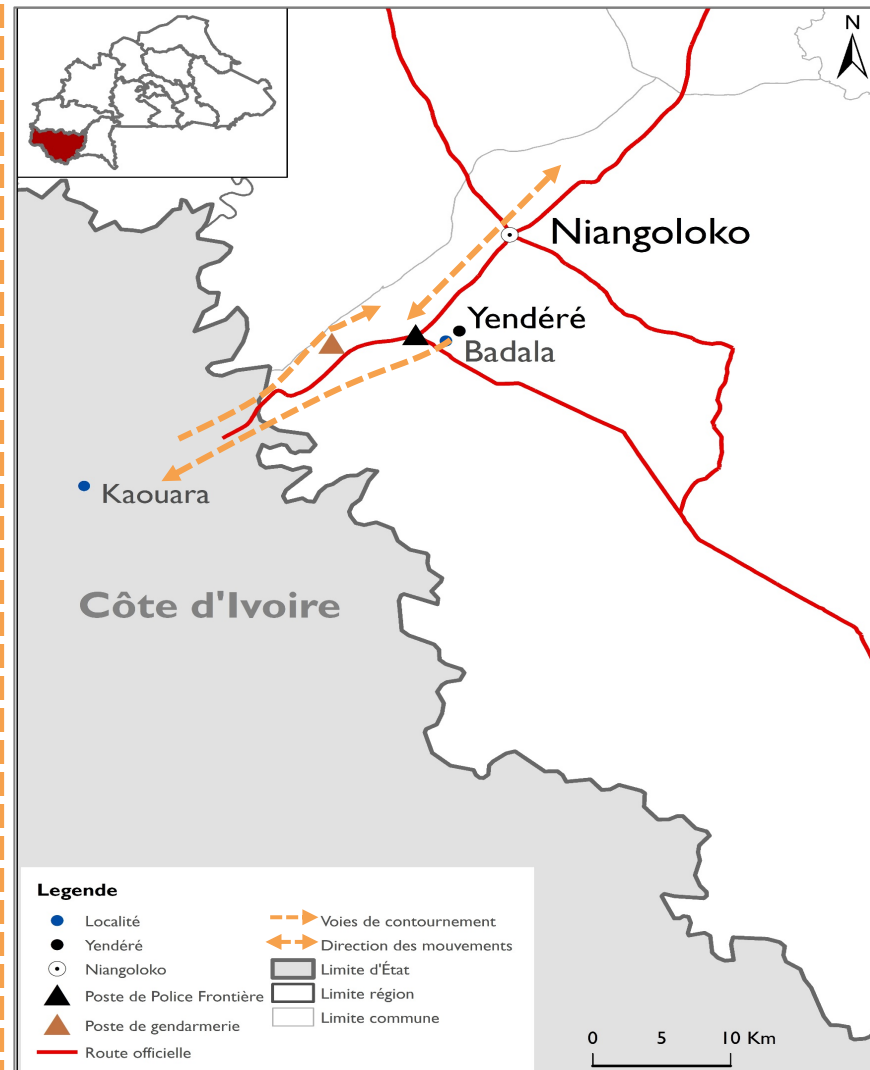 N
Niangoloko
Yendéré
Badala
Kaouara
Côte d'Ivoire
Legende
Localité
Yendéré
Niangoloko
Poste de Police Frontière
Poste de gendarmerie
Route officielle
Voies de contournement
Direction des mouvements
Limite d'État
Limite région
Limite commune
0 5 10 Km